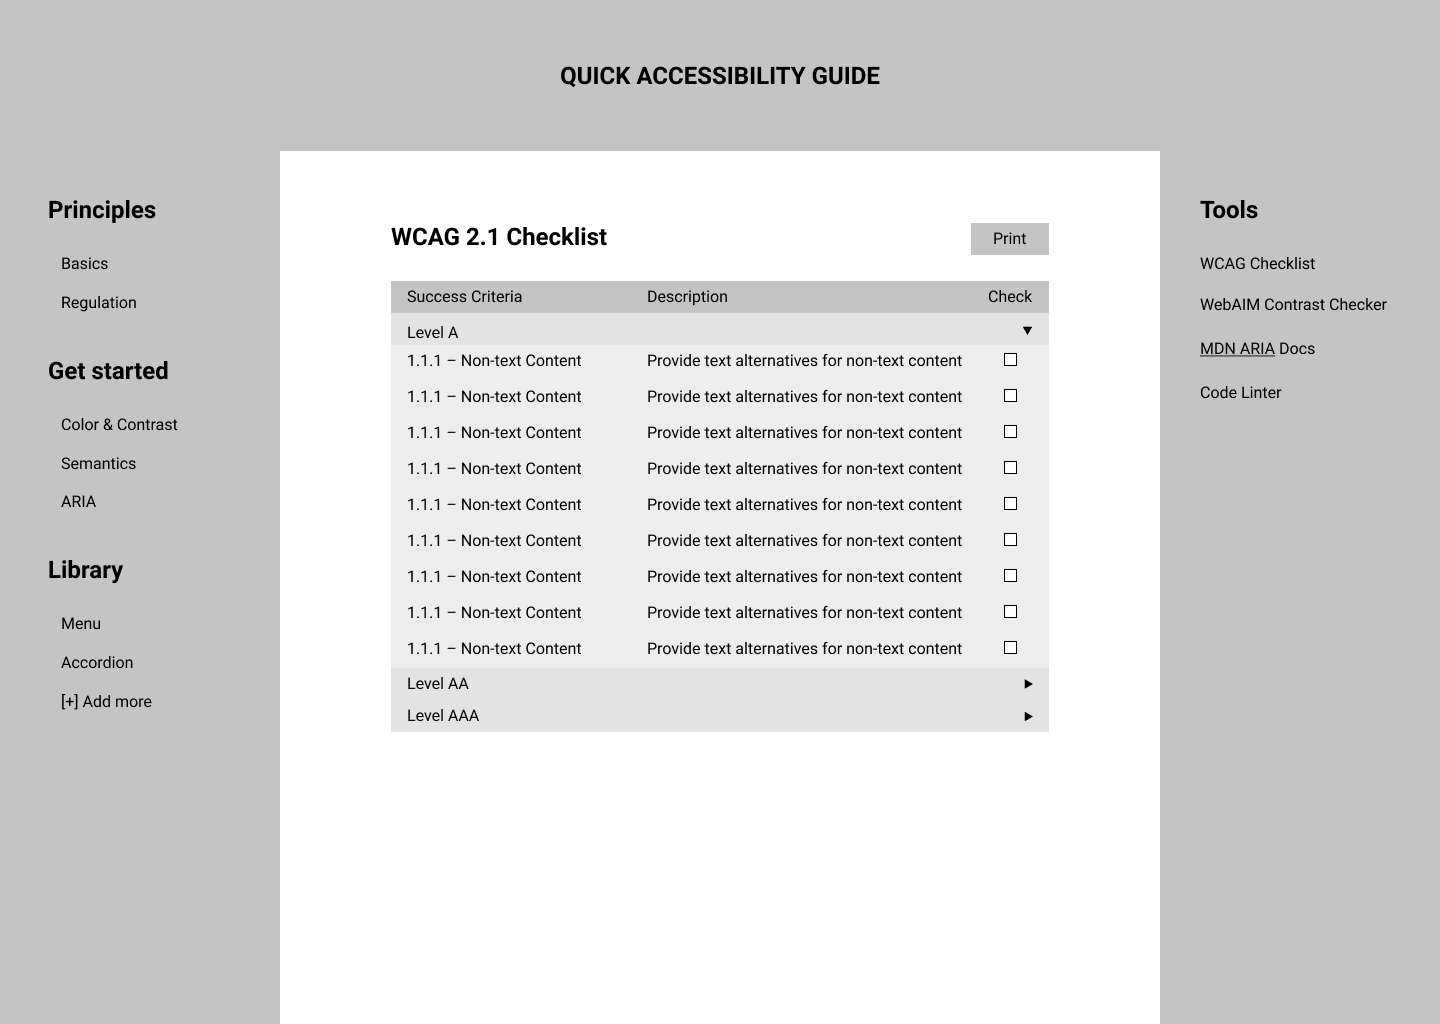 QUICK ACCESSIBILITY GUIDE
Principles
Basics
Regulation
Get started
Color & Contrast
Semantics
ARIA
Library
Menu
Accordion
[+] Add more
WCAG 2.1 Checklist
Print
Success Criteria Description Check
Level A
1.1.1 – Non-text Content Provide text alternatives for non-text content
1.1.1 – Non-text Content Provide text alternatives for non-text content
1.1.1 – Non-text Content Provide text alternatives for non-text content
1.1.1 – Non-text Content Provide text alternatives for non-text content
1.1.1 – Non-text Content Provide text alternatives for non-text content
1.1.1 – Non-text Content Provide text alternatives for non-text content
1.1.1 – Non-text Content Provide text alternatives for non-text content
1.1.1 – Non-text Content Provide text alternatives for non-text content
1.1.1 – Non-text Content Provide text alternatives for non-text content
Level AA
Level AAA
Tools
WCAG Checklist
WebAIM Contrast Checker
MDN ARIA Docs
Code Linter